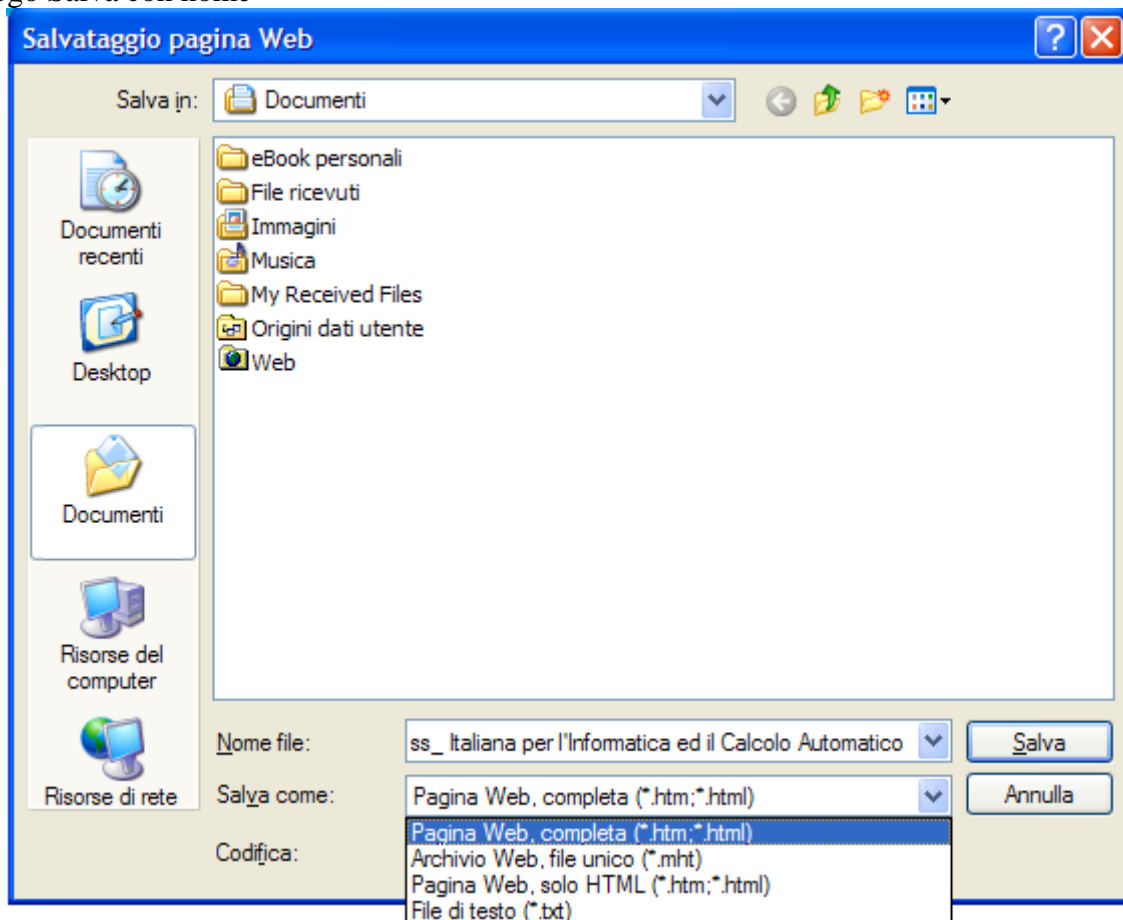 Salva con nome
Salvataggio pagina Web
Salva in:
Documenti
Documenti
recenti
Desktop
Documenti
Risorse del
computer
Risorse di rete
eBook personali
File ricevuti
Immagini
Musica
My Received Files
Origini dati utente
Web
Nome file:
ss_ Italiana per l'Informatica ed il Calcolo Automatico
Salva
Salva come:
Pagina Web, completa (*.htm;*.html)
Annulla
Codifica:
Pagina Web, completa (*.htm;*.html)
Archivio Web, file unico (*.mht)
Pagina Web, solo HTML (*.htm;*.html)
File di testo (*.txt)